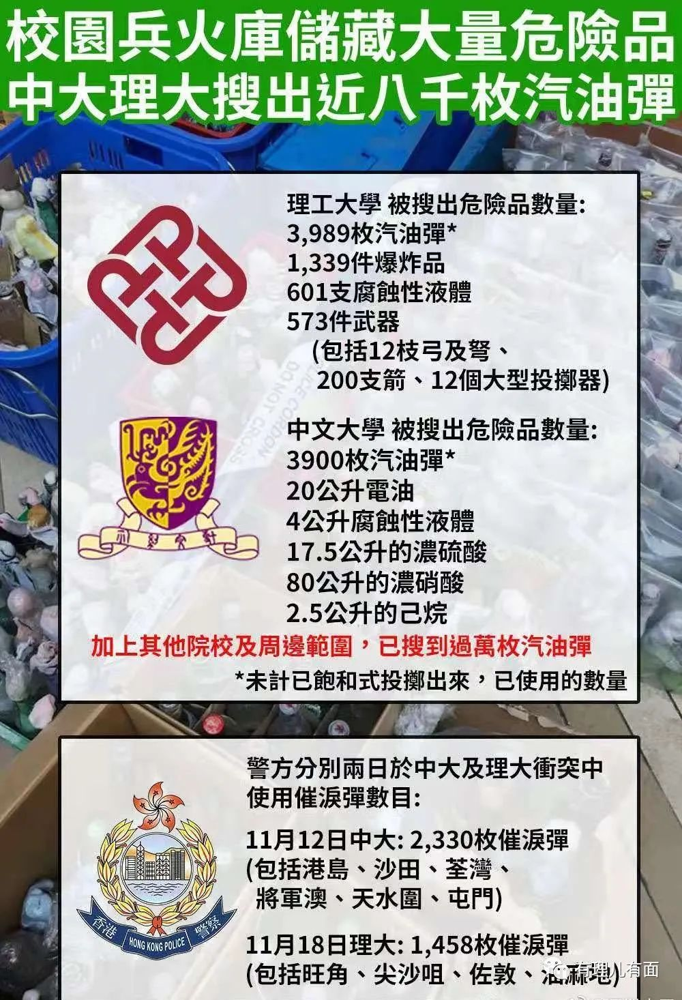 校園兵火庫儲藏大量危險品
中大理大搜出近八千枚汽油彈
理工大學 被搜出危險品數量:
3,989枚汽油彈*
1,339件爆炸品
601支腐蝕性液體
573件武器
(包括12枝弓及弩、
200支箭、12個大型投擲器)
中文大學 被搜出危險品數量:
3900枚汽油彈*
20公升電油
4公升腐蝕性液體
17.5公升的濃硫酸
80公升的濃硝酸
2.5公升的己烷
加上其他院校及周邊範圍，已搜到過萬枚汽油彈
*未計已飽和式投擲出來，已使用的數量
警方分別兩日於中大及理大衝突中
使用催淚彈數目:
11月12日中大: 2,330枚催淚彈
(包括港島、沙田、荃灣、
將軍澳、天水圍、屯門)
11月18日理大: 1,458枚催淚彈
(包括旺角、尖沙咀、佐敦、油麻地)
香港 警察
HONG KONG POLICE
POLICE CORDON
DO NOT CROSS
有理儿有面